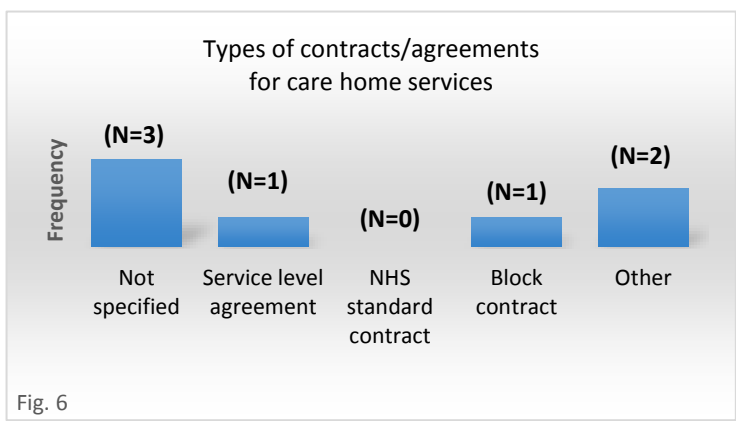 Types of contracts/agreements
for care home services
Frequency
(N=3)
(N=1)
(N=0)
(N=1)
(N=2)
Not
specified
Service level
agreement
NHS
standard
contract
Block
contract
Other
Fig. 6